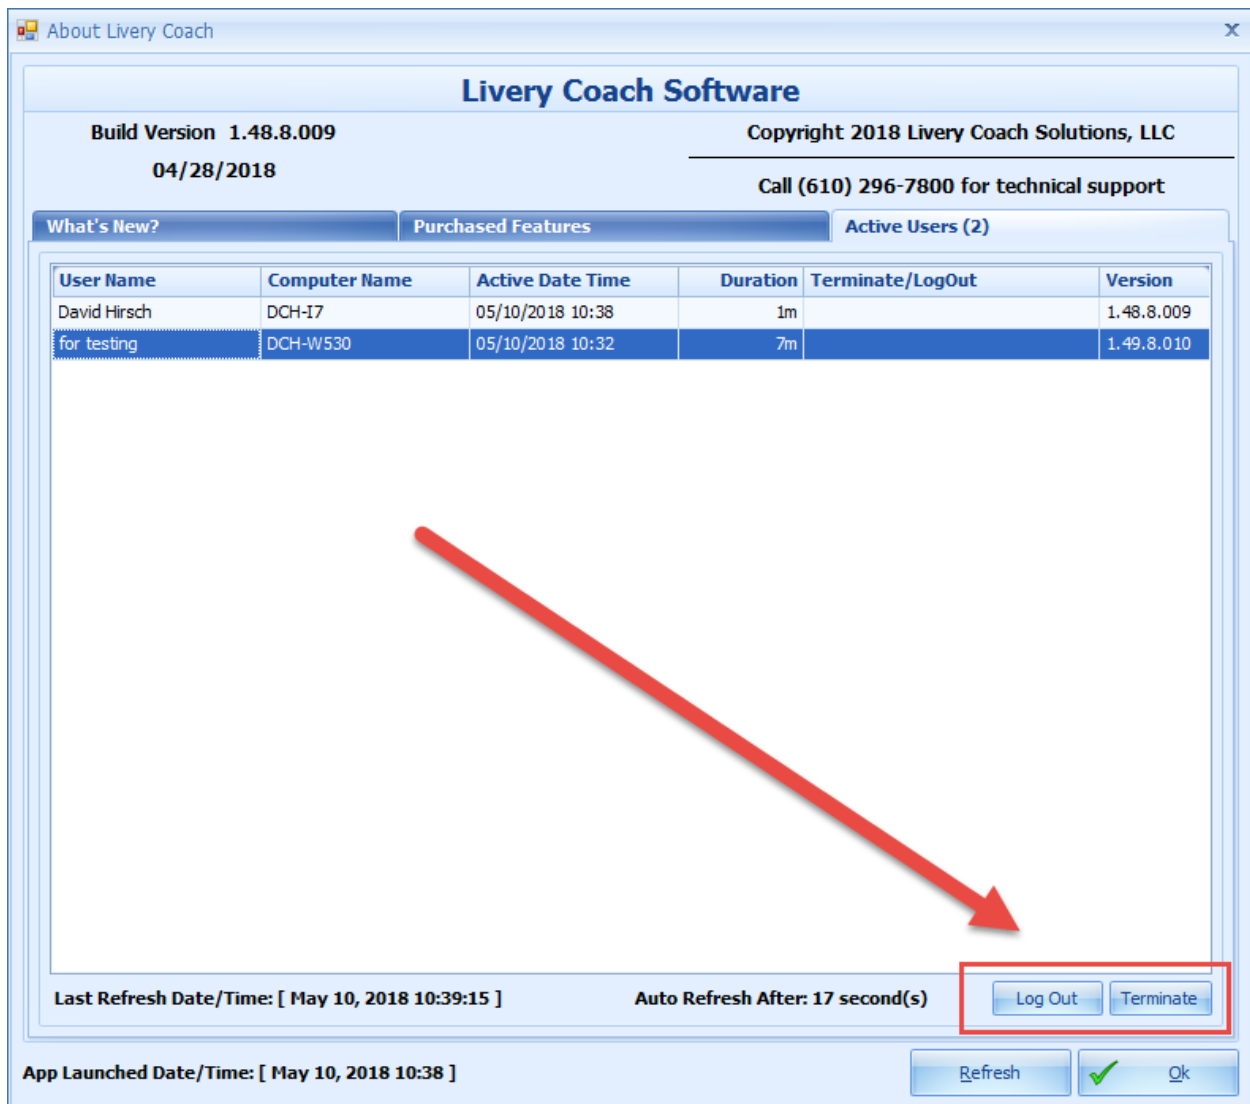 About Livery Coach
Livery Coach Software
Build Version 1.48.8.009
Copyright 2018 Livery Coach Solutions, LLC
04/28/2018
Call (610) 296-7800 for technical support
What's New? Purchased Features Active Users (2)
User Name Computer Name Active Date Time Duration Terminate/LogOut Version
David Hirsch DCH-I7 05/10/2018 10:38 1m 1.48.8.009
for testing DCH-W530 05/10/2018 10:32 7m 1.49.8.010
Last Refresh Date/Time: [ May 10, 2018 10:39:15 ] Auto Refresh After: 17 second(s) Log Out Terminate
App Launched Date/Time: [ May 10, 2018 10:38 ] Refresh Ok